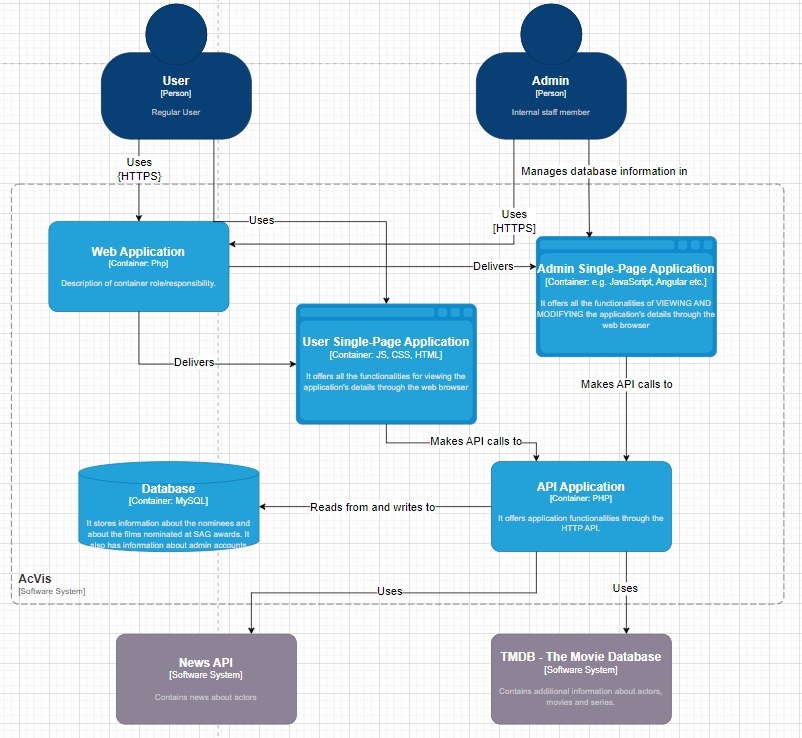 User
[Person]
Regular User
Admin
[Person]
Internal staff member
Uses
{HTTPS}
Manages database information in
Uses
Uses
[HTTPS]
Web Application
[Container: Php]
Description of container role/responsibility.
Delivers
Admin Single-Page Application
[Container: e.g. JavaScript, Angular etc.]
It offers all the functionalities of VIEWING AND
MODIFYING the application's details through the
web browser
User Single-Page Application
[Container: JS, CSS, HTML]
It offers all the functionalities for viewing the
application's details through the web browser
Delivers
Makes API calls to
Makes API calls to
Database
[Container: MySQL]
It stores information about the nominees and
about the films nominated at SAG awards. It
also has information about admin accounts
Reads from and writes to
API Application
[Container: PHP]
It offers application functionalities through the
HTTP API.
AcVis
[Software System]
Uses
Uses
News API
[Software System]
Contains news about actors
TMDB - The Movie Database
[Software System]
Contains additional information about actors,
movies and series.